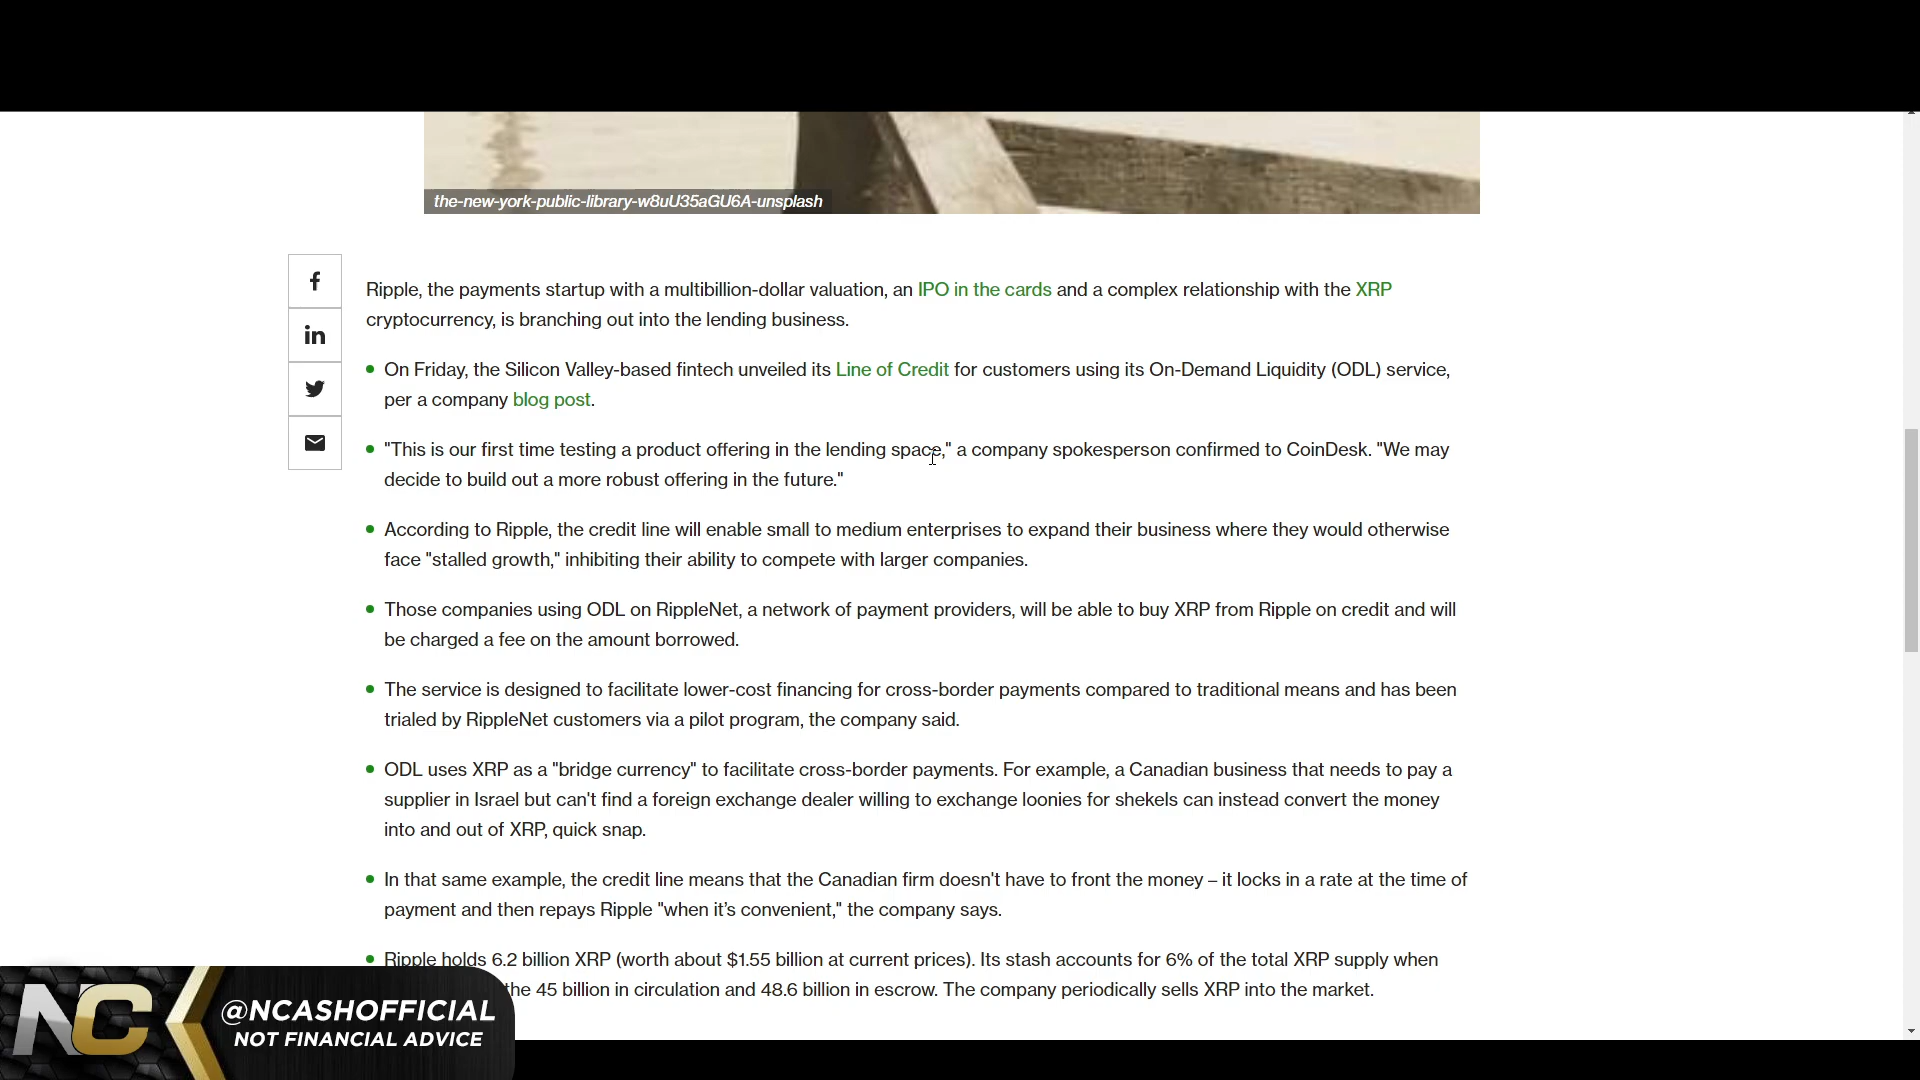 the-new-york-public-library-w8uU35aGU6A-unsplash
Ripple, the payments startup with a multibillion-dollar valuation, an IPO in the cards and a complex relationship with the XRP
cryptocurrency, is branching out into the lending business.
On Friday, the Silicon Valley-based fintech unveiled its Line of Credit for customers using its On-Demand Liquidity (ODL) service,
per a company blog post.
"This is our first time testing a product offering in the lending space," a company spokesperson confirmed to CoinDesk. "We may
decide to build out a more robust offering in the future."
According to Ripple, the credit line will enable small to medium enterprises to expand their business where they would otherwise
face "stalled growth," inhibiting their ability to compete with larger companies.
Those companies using ODL on RippleNet, a network of payment providers, will be able to buy XRP from Ripple on credit and will
be charged a fee on the amount borrowed.
The service is designed to facilitate lower-cost financing for cross-border payments compared to traditional means and has been
trialed by RippleNet customers via a pilot program, the company said.
ODL uses XRP as a "bridge currency" to facilitate cross-border payments. For example, a Canadian business that needs to pay a
supplier in Israel but can't find a foreign exchange dealer willing to exchange loonies for shekels can instead convert the money
into and out of XRP, quick snap.
In that same example, the credit line means that the Canadian firm doesn't have to front the money – it locks in a rate at the time of
payment and then repays Ripple "when it's convenient," the company says.
Ripple holds 6.2 billion XRP (worth about $1.55 billion at current prices). Its stash accounts for 6% of the total XRP supply when
the 45 billion in circulation and 48.6 billion in escrow. The company periodically sells XRP into the market.
NC
@NCASHOFFICIAL
NOT FINANCIAL ADVICE